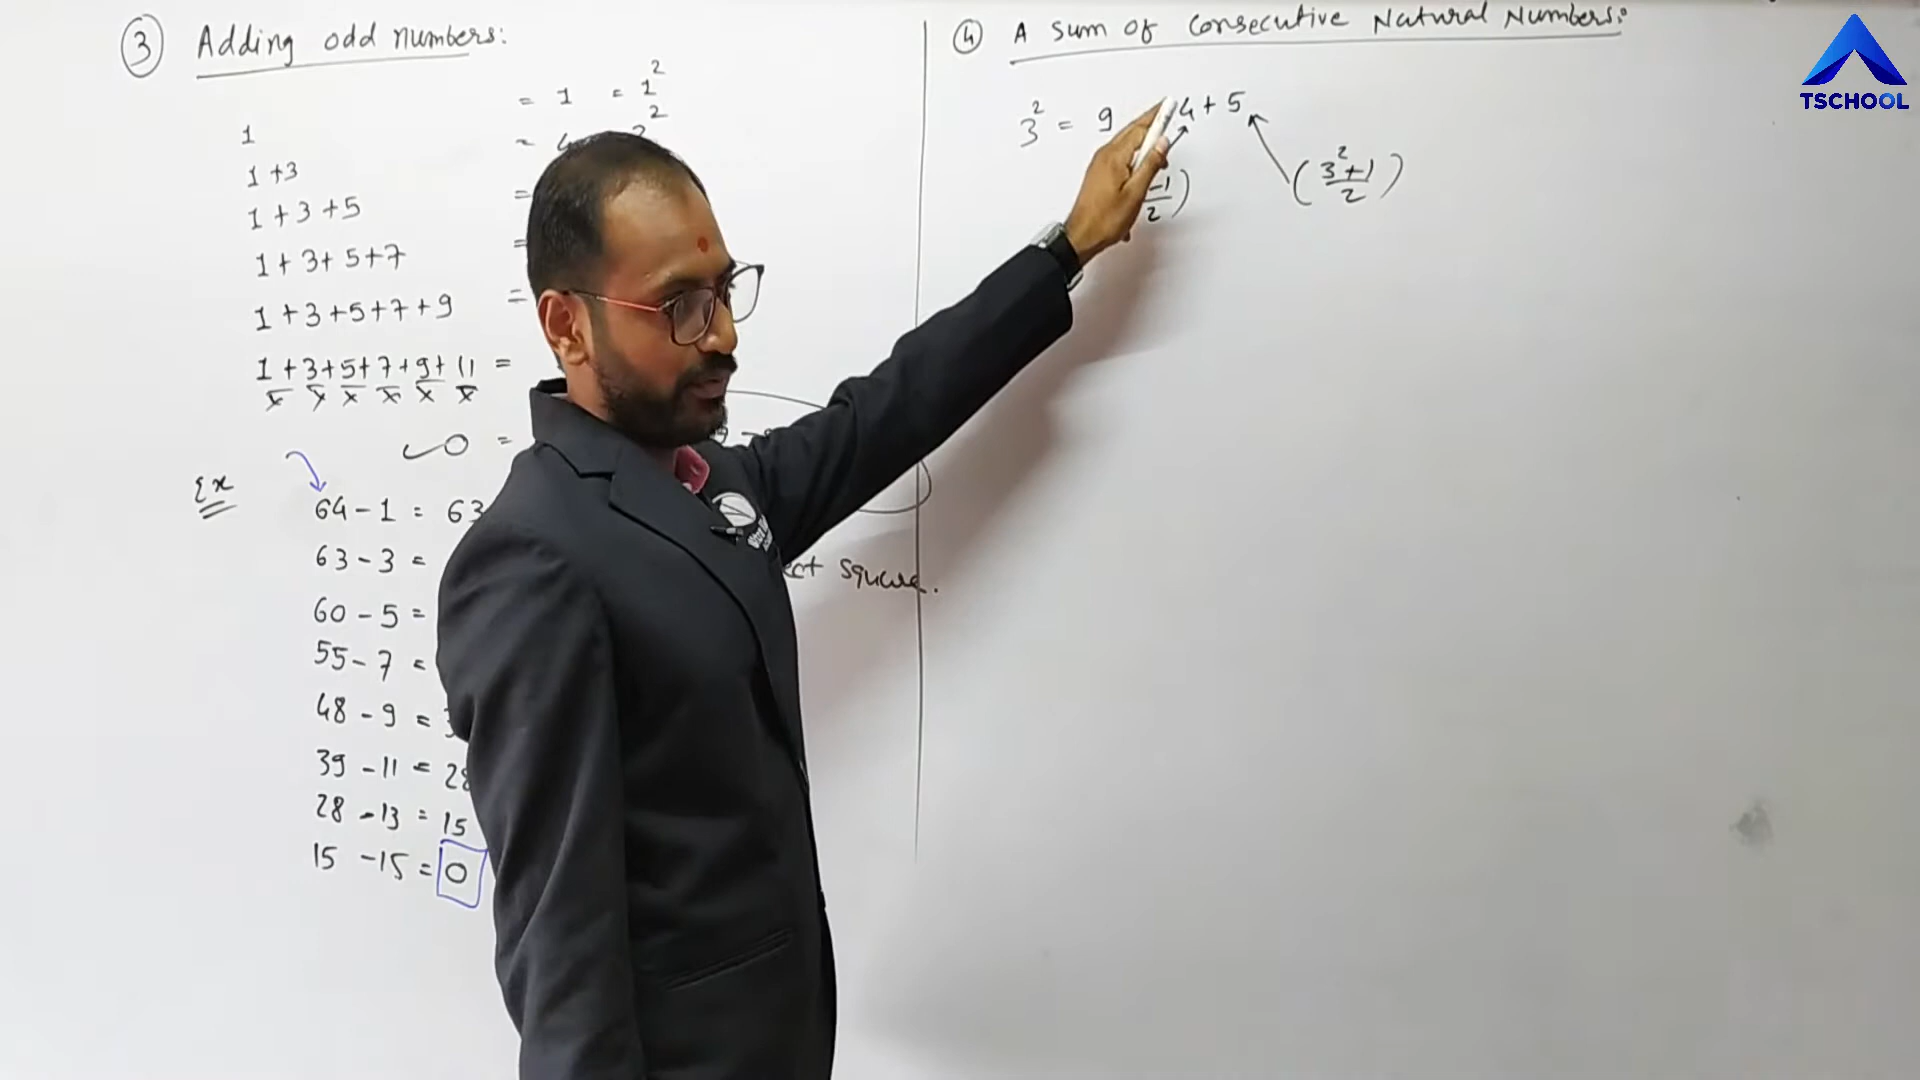 ③ Adding odd numbers:
1 = 1 = 1²
1+3 = 4
1+3+5 =
1+3+5+7 =
1+3+5+7+9 =
1+3+5+7+9+11 =
0 =
Ex
64-1 = 63
63-3 =
60-5 =
55-7 =
48-9 =
39-11 = 28
28-13 = 15
15-15 = 0
Square.
④ A sum of Consecutive Natural Numbers:
3² = 9 4+5
-1/2) (3²+1/2)
TSCHOOL